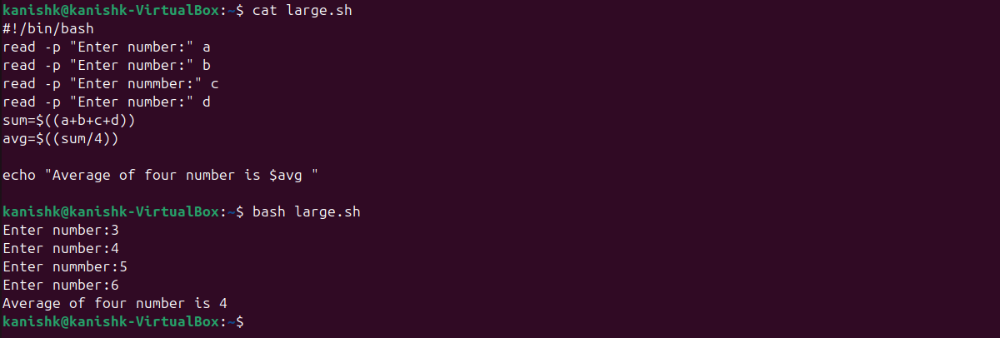 kanishk@kanishk-VirtualBox:~$ cat large.sh
#!/bin/bash
read -p "Enter number:" a
read -p "Enter number:" b
read -p "Enter nummber:" c
read -p "Enter number:" d
sum=$((a+b+c+d))
avg=$((sum/4))
echo "Average of four number is $avg "
kanishk@kanishk-VirtualBox:~$ bash large.sh
Enter number:3
Enter number:4
Enter nummber:5
Enter number:6
Average of four number is 4
kanishk@kanishk-VirtualBox:~$